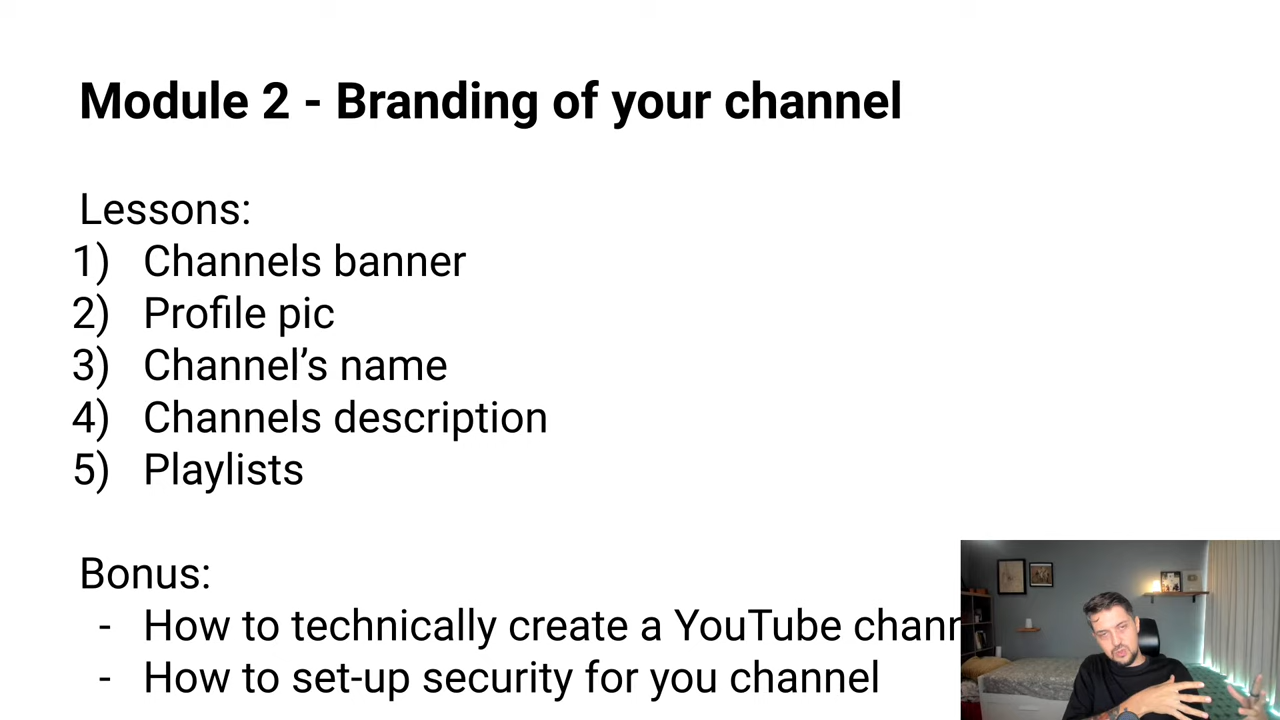 Module 2 - Branding of your channel
Lessons:
1) Channels banner
2) Profile pic
3) Channel’s name
4) Channels description
5) Playlists
Bonus:
- How to technically create a YouTube
- How to set-up security for you channel